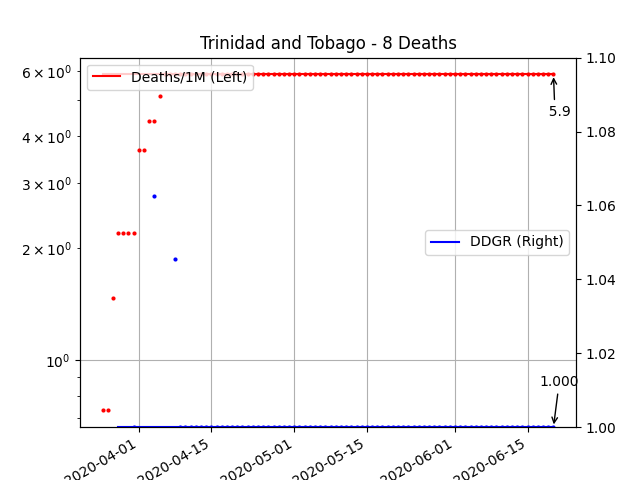 Trinidad and Tobago - 8 Deaths
Deaths/1M (Left)
DDGR (Right)
5.9
1.000
6 × 10⁰
4 × 10⁰
3 × 10⁰
2 × 10⁰
10⁰
1.10
1.08
1.06
1.04
1.02
1.00
2020-04-01
2020-04-15
2020-05-01
2020-05-15
2020-06-01
2020-06-15